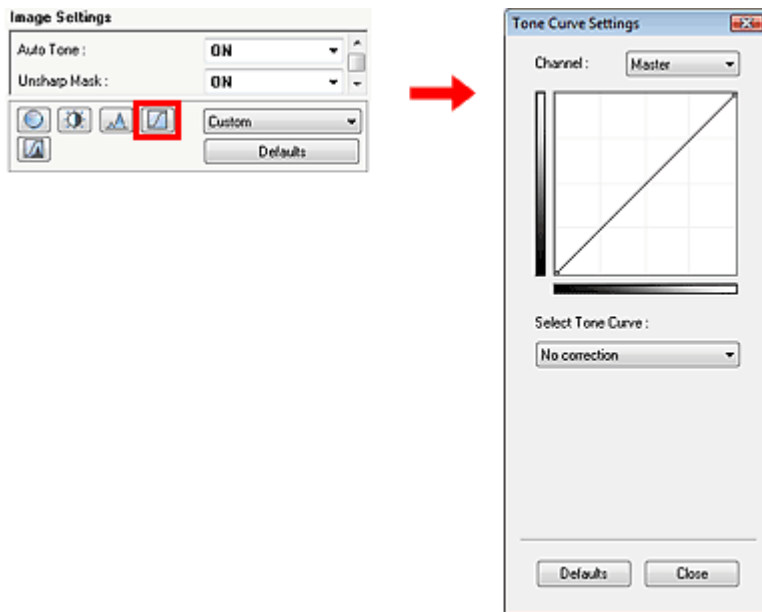 Image Settings
Auto Tone : ON
Unsharp Mask : ON
Custom
Defaults
Tone Curve Settings
Channel : Master
Select Tone Curve :
No correction
Defaults Close